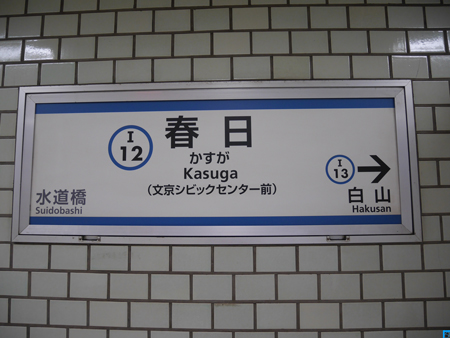 I
12
春日
かすが
Kasuga
(文京シビックセンター前)
水道橋
Suidobashi
I
13
→
白山
Hakusan